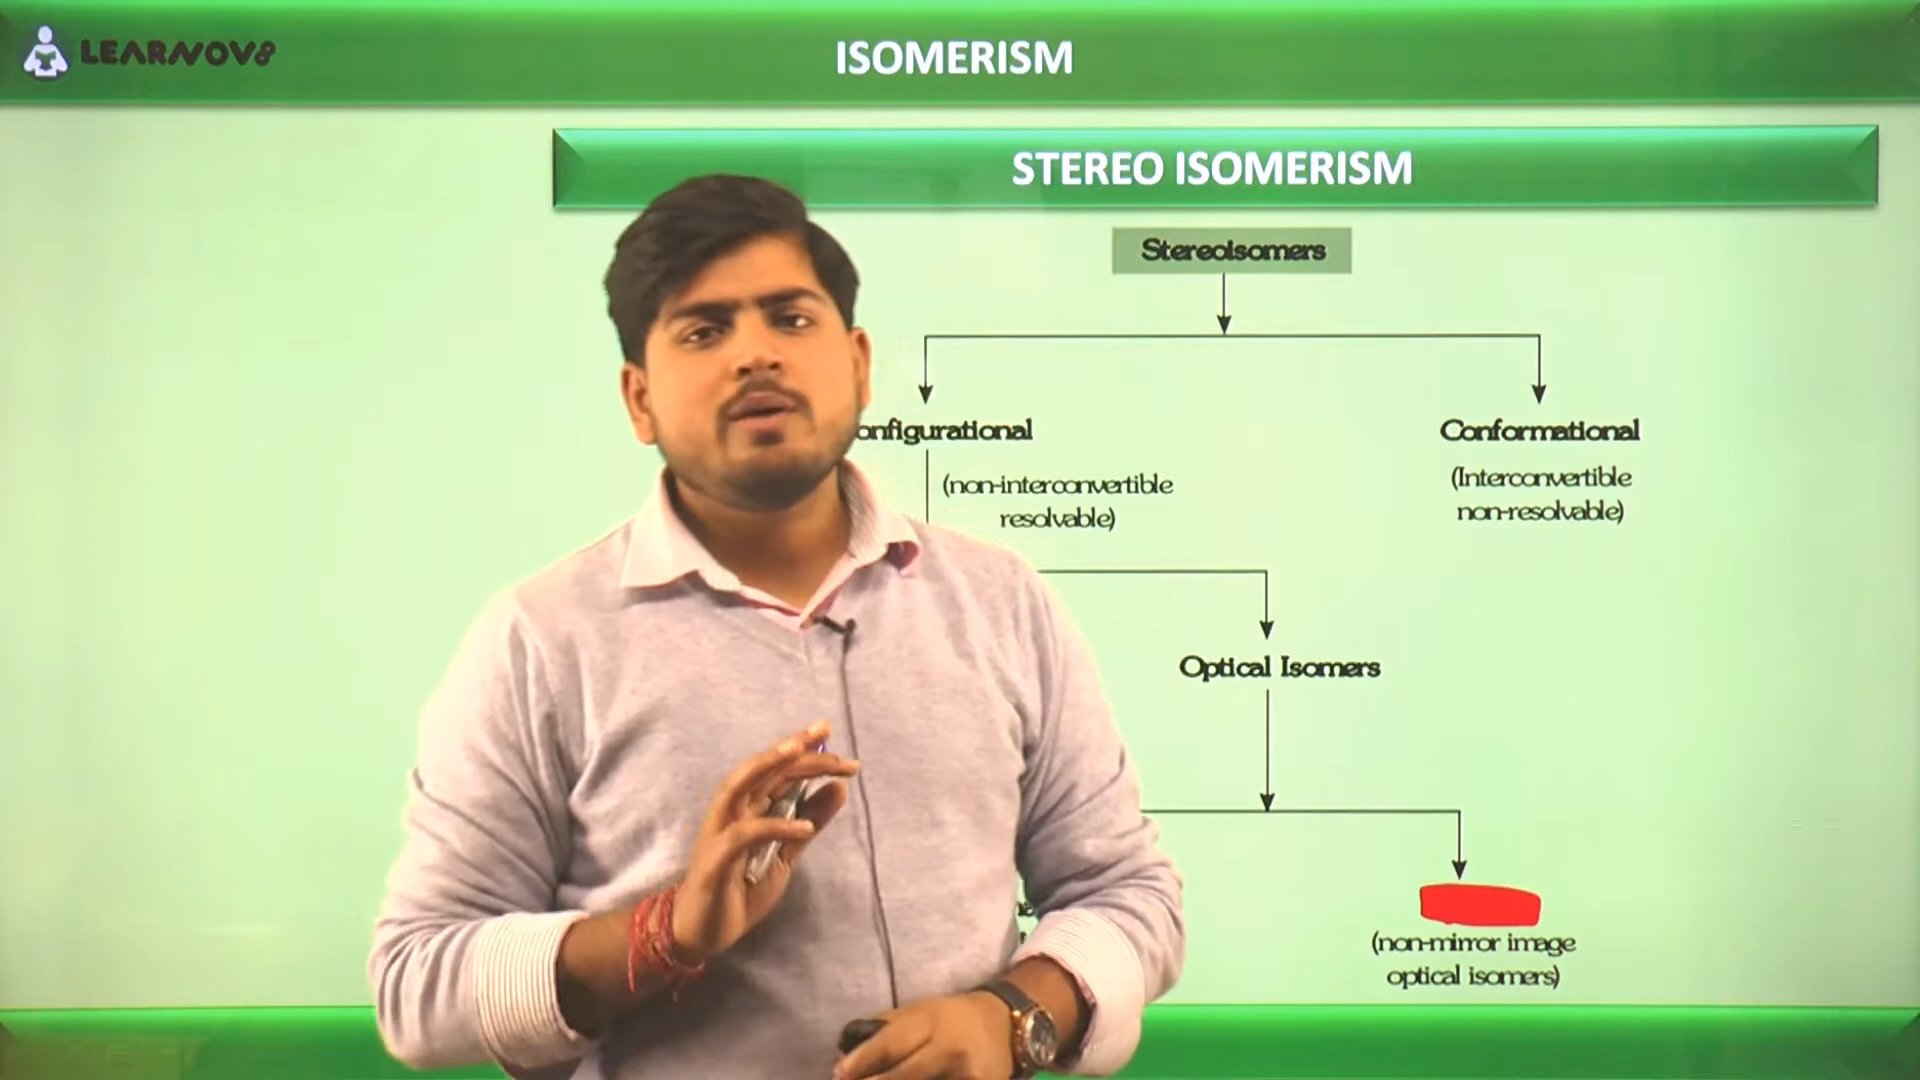 LEARNOV8
ISOMERISM
STEREO ISOMERISM
Stereoisomers
onfigurational
Conformational
(non-interconvertible
resolvable)
(Interconvertible
non-resolvable)
Optical Isomers
(non-mirror image
optical isomers)